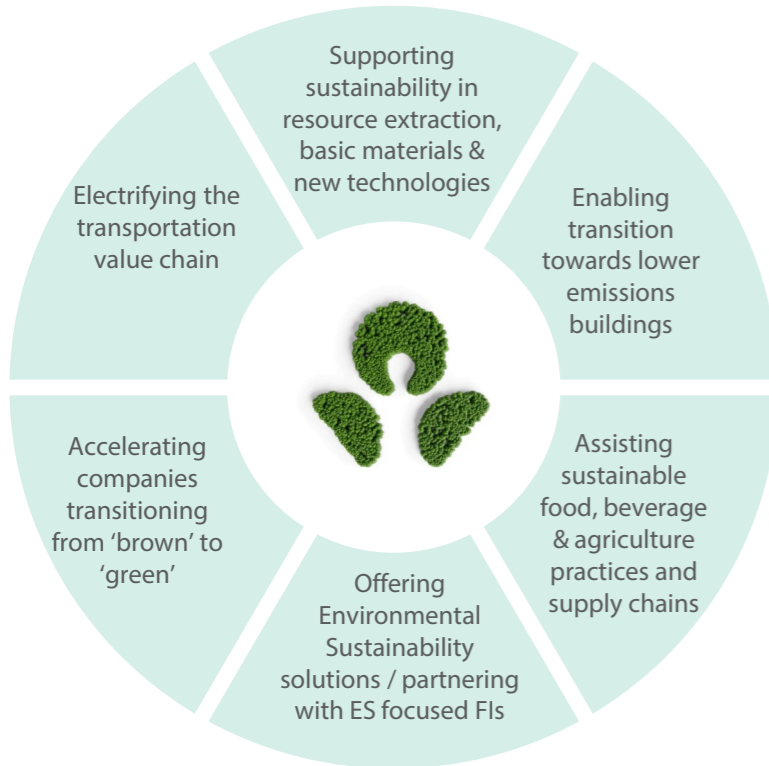 Supporting
sustainability in
resource extraction,
basic materials &
new technologies
Enabling
transition
towards lower
emissions
buildings
Assisting
sustainable
food, beverage
& agriculture
practices and
supply chains
Offering
Environmental
Sustainability
solutions / partnering
with ES focused FIs
Accelerating
companies
transitioning
from ‘brown’ to
‘green’
Electrifying the
transportation
value chain